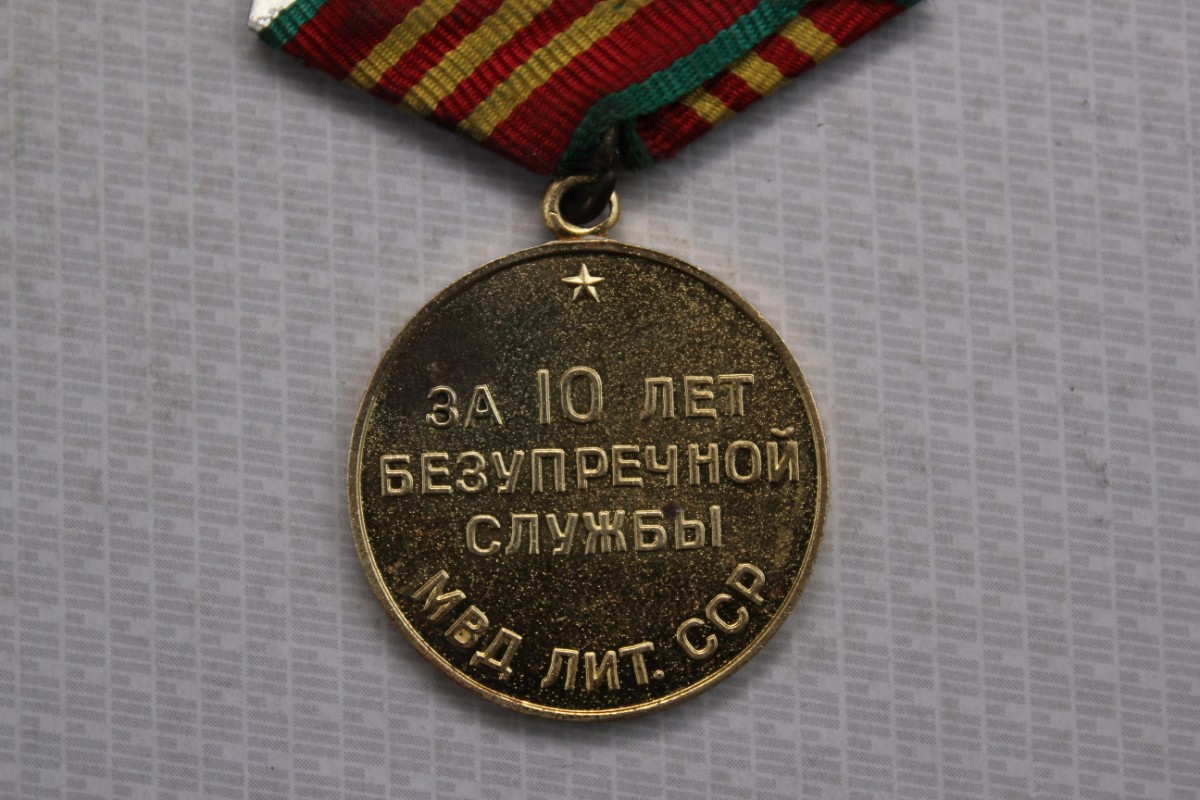 ЗА 10 ЛЕТ
БЕЗУПРЕЧНОЙ
СЛУЖБЫ
МВД ЛИТ. ССР